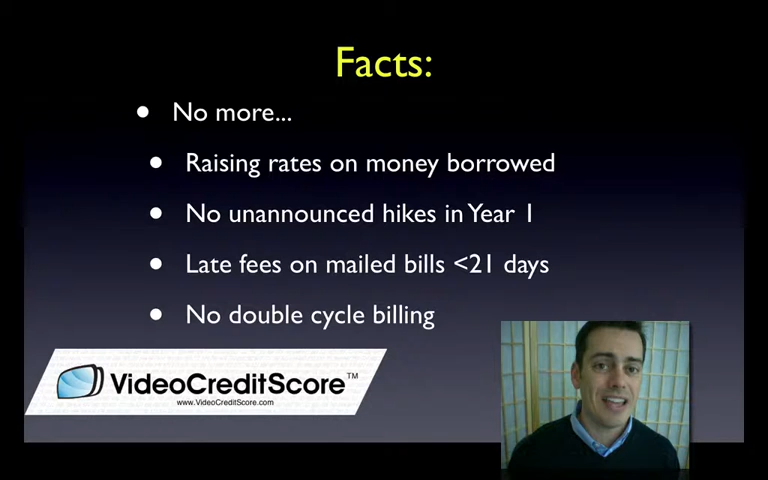 Facts:
• No more...
• Raising rates on money borrowed
• No unannounced hikes in Year 1
• Late fees on mailed bills <21 days
• No double cycle billing
VideoCreditScore™
www.VideoCreditScore.com